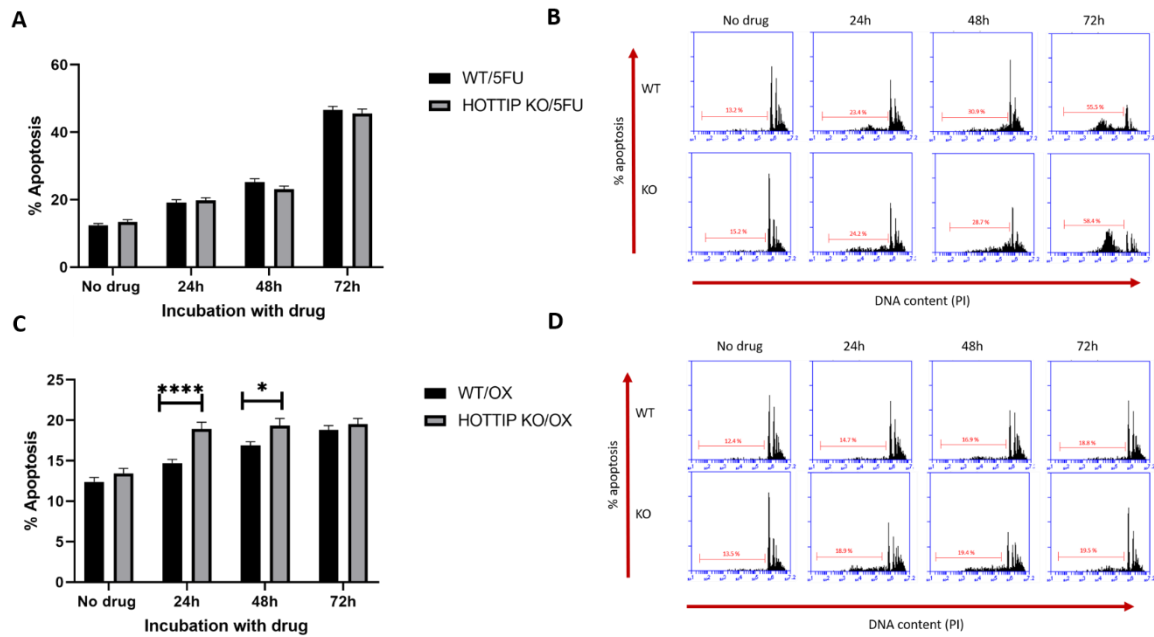 A
60
40
20
0
% Apoptosis
No drug 24h 48h 72h
Incubation with drug
WT/5FU
HOTTIP KO/5FU
B
No drug 24h 48h 72h
WT
13.2 % 23.4 % 30.9 % 55.5 %
KO
15.2 % 24.2 % 28.7 % 58.4 %
% apoptosis
DNA content (PI)
C
25
20
15
10
5
0
% Apoptosis
**** *
No drug 24h 48h 72h
Incubation with drug
WT/OX
HOTTIP KO/OX
D
No drug 24h 48h 72h
WT
12.4 % 14.7 % 16.9 % 18.8 %
KO
13.5 % 18.9 % 19.4 % 19.5 %
% apoptosis
DNA content (PI)